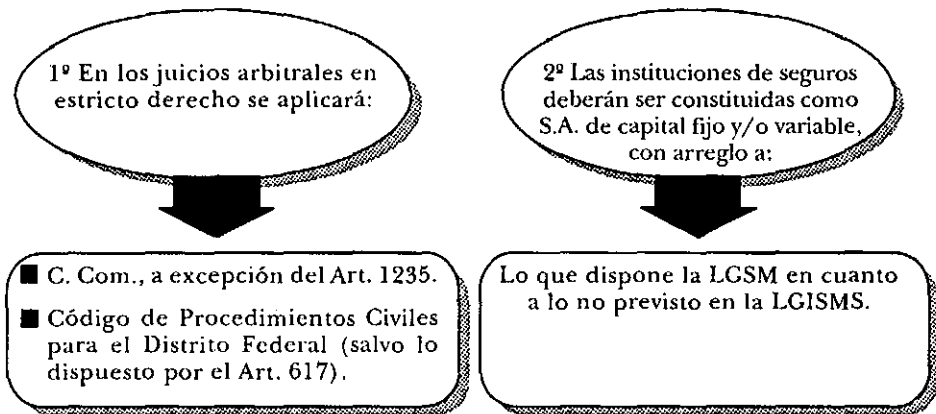 1º En los juicios arbitrales en
estricto derecho se aplicará:
2º Las instituciones de seguros
deberán ser constituidas como
S.A. de capital fijo y/o variable,
con arreglo a:
■ C. Com., a excepción del Art. 1235.
■ Código de Procedimientos Civiles
para el Distrito Federal (salvo lo
dispuesto por el Art. 617).
Lo que dispone la LGSM en cuanto
a lo no previsto en la LGISMS.